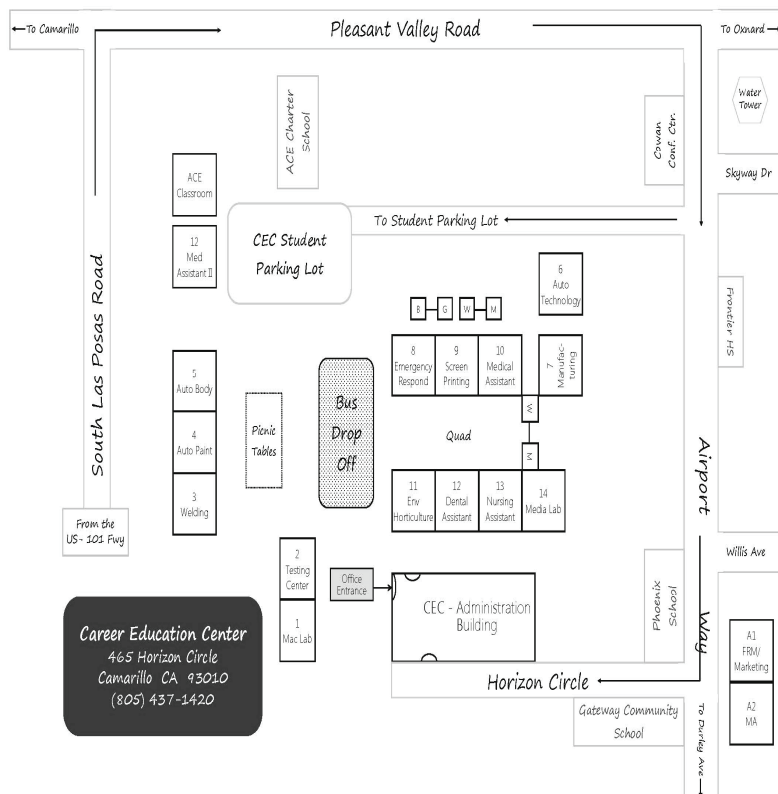 To Camarillo
Pleasant Valley Road
To Oxnard
Water
Tower
ACE Charter
School
Cowan
Conf. Ctr.
ACE
Classroom
Skyway Dr
To Student Parking Lot
12
Med
Assistant II
CEC Student
Parking Lot
South Las Posas Road
6
Auto
Technology
Frontier HS
B
G
W
M
8
Emergency
Respond
9
Screen
Printing
10
Medical
Assistant
7
Manufac-
turing
5
Auto Body
Picnic
Tables
Bus
Drop
Off
W
4
Auto Paint
Quad
M
Airport
Way
3
Welding
11
Env
Horticulture
12
Dental
Assistant
13
Nursing
Assistant
14
Media Lab
From the
US- 101 Fwy
2
Testing
Center
Office
Entrance
Willis Ave
1
Mac Lab
CEC - Administration
Building
Phoenix
School
Career Education Center
465 Horizon Circle
Camarillo CA 93010
(805) 437-1420
A1
FRM/
Marketing
Horizon Circle
A2
MA
Gateway Community
School
To Durley Ave